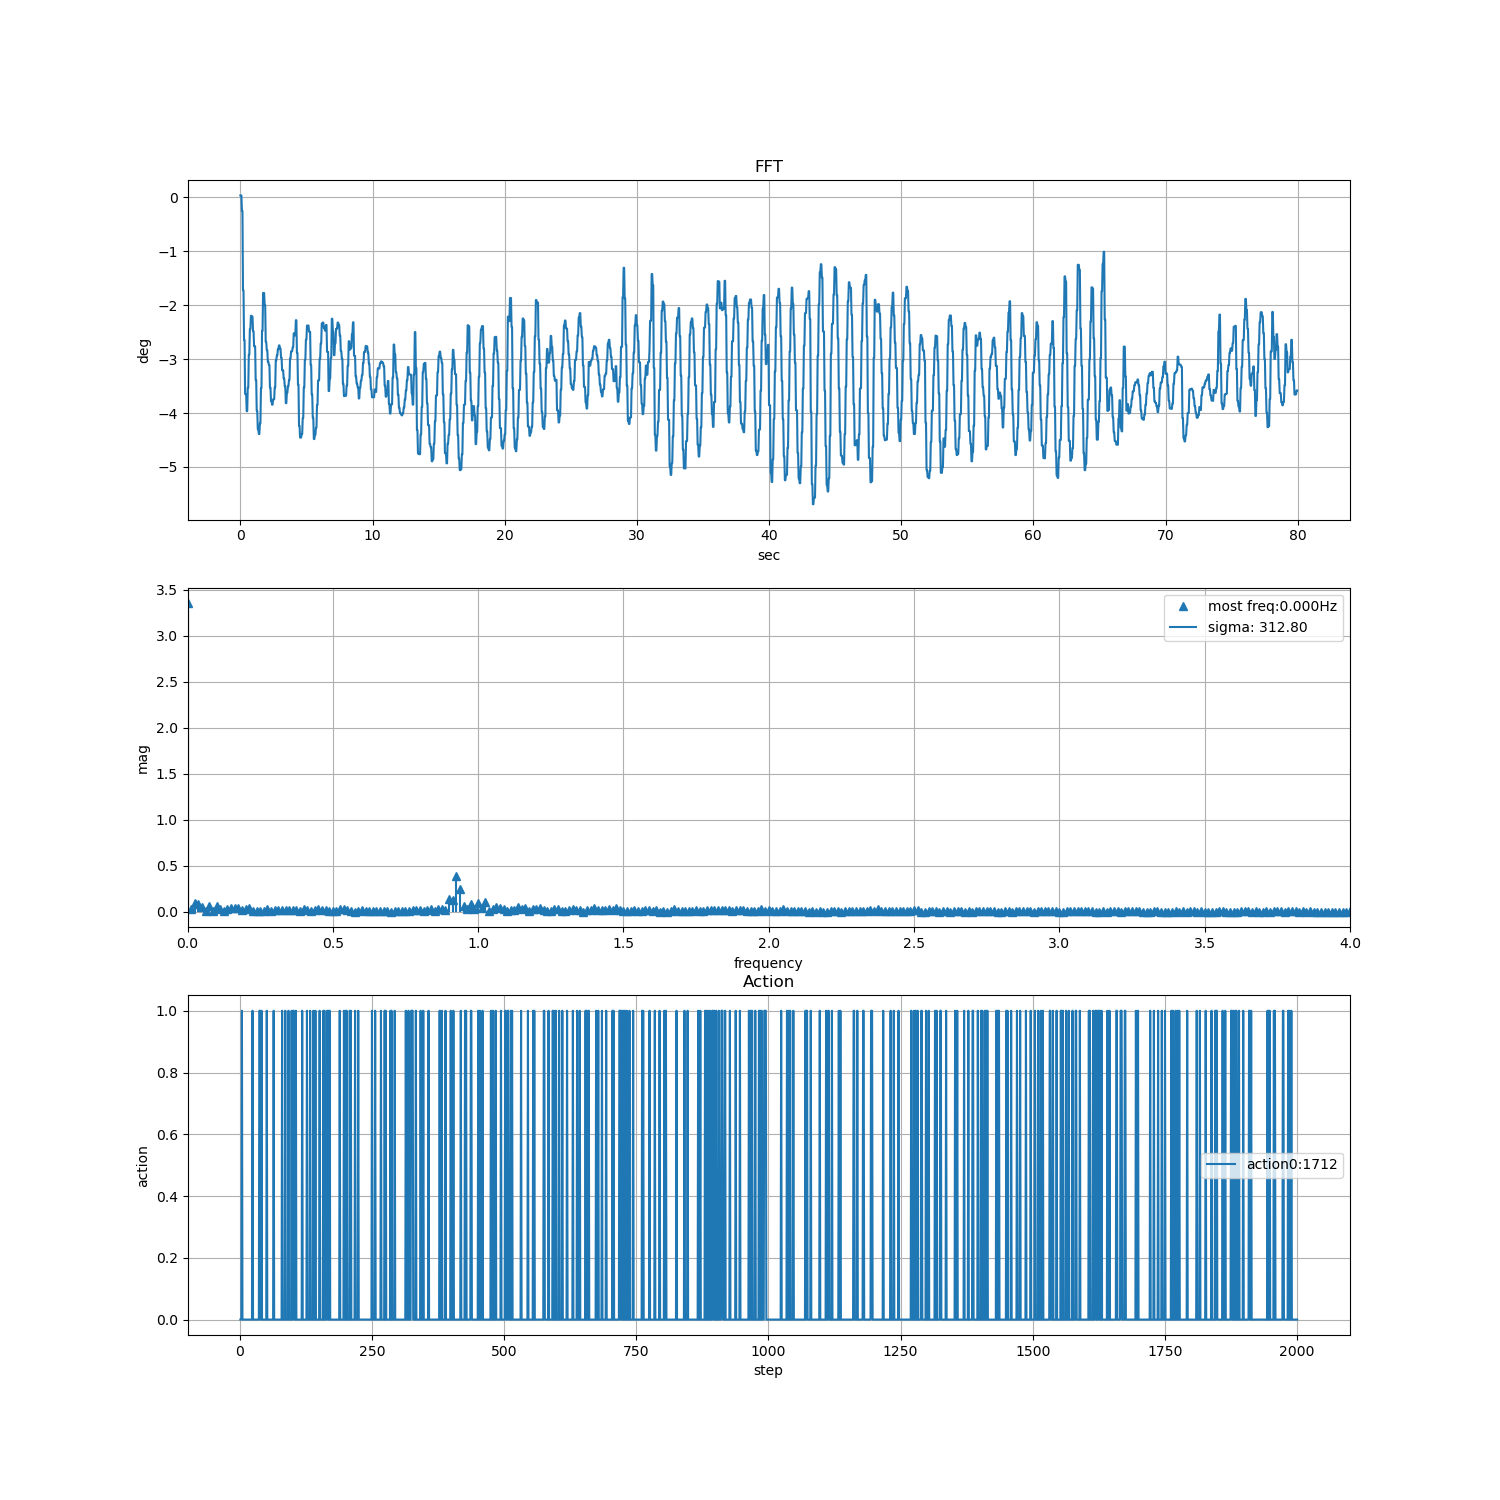 FFT
0
−1
−2
−3
−4
−5
deg
0 10 20 30 40 50 60 70 80
sec
3.5
3.0
2.5
2.0
1.5
1.0
0.5
0.0
mag
most freq:0.000Hz
sigma: 312.80
0.0 0.5 1.0 1.5 2.0 2.5 3.0 3.5 4.0
frequency
Action
1.0
0.8
0.6
0.4
0.2
0.0
action
action0:1712
0 250 500 750 1000 1250 1500 1750 2000
step